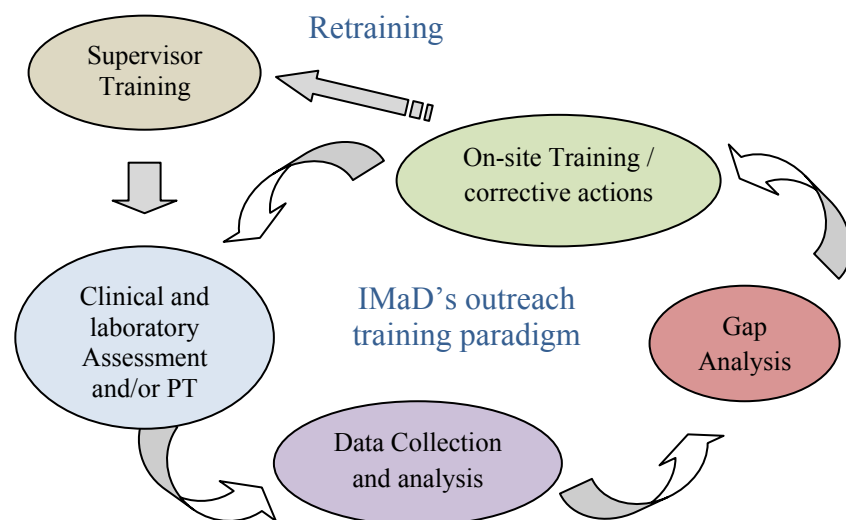 Retraining
Supervisor
Training
On-site Training /
corrective actions
Clinical and
laboratory
Assessment
and/or PT
IMaD’s outreach
training paradigm
Gap
Analysis
Data Collection
and analysis